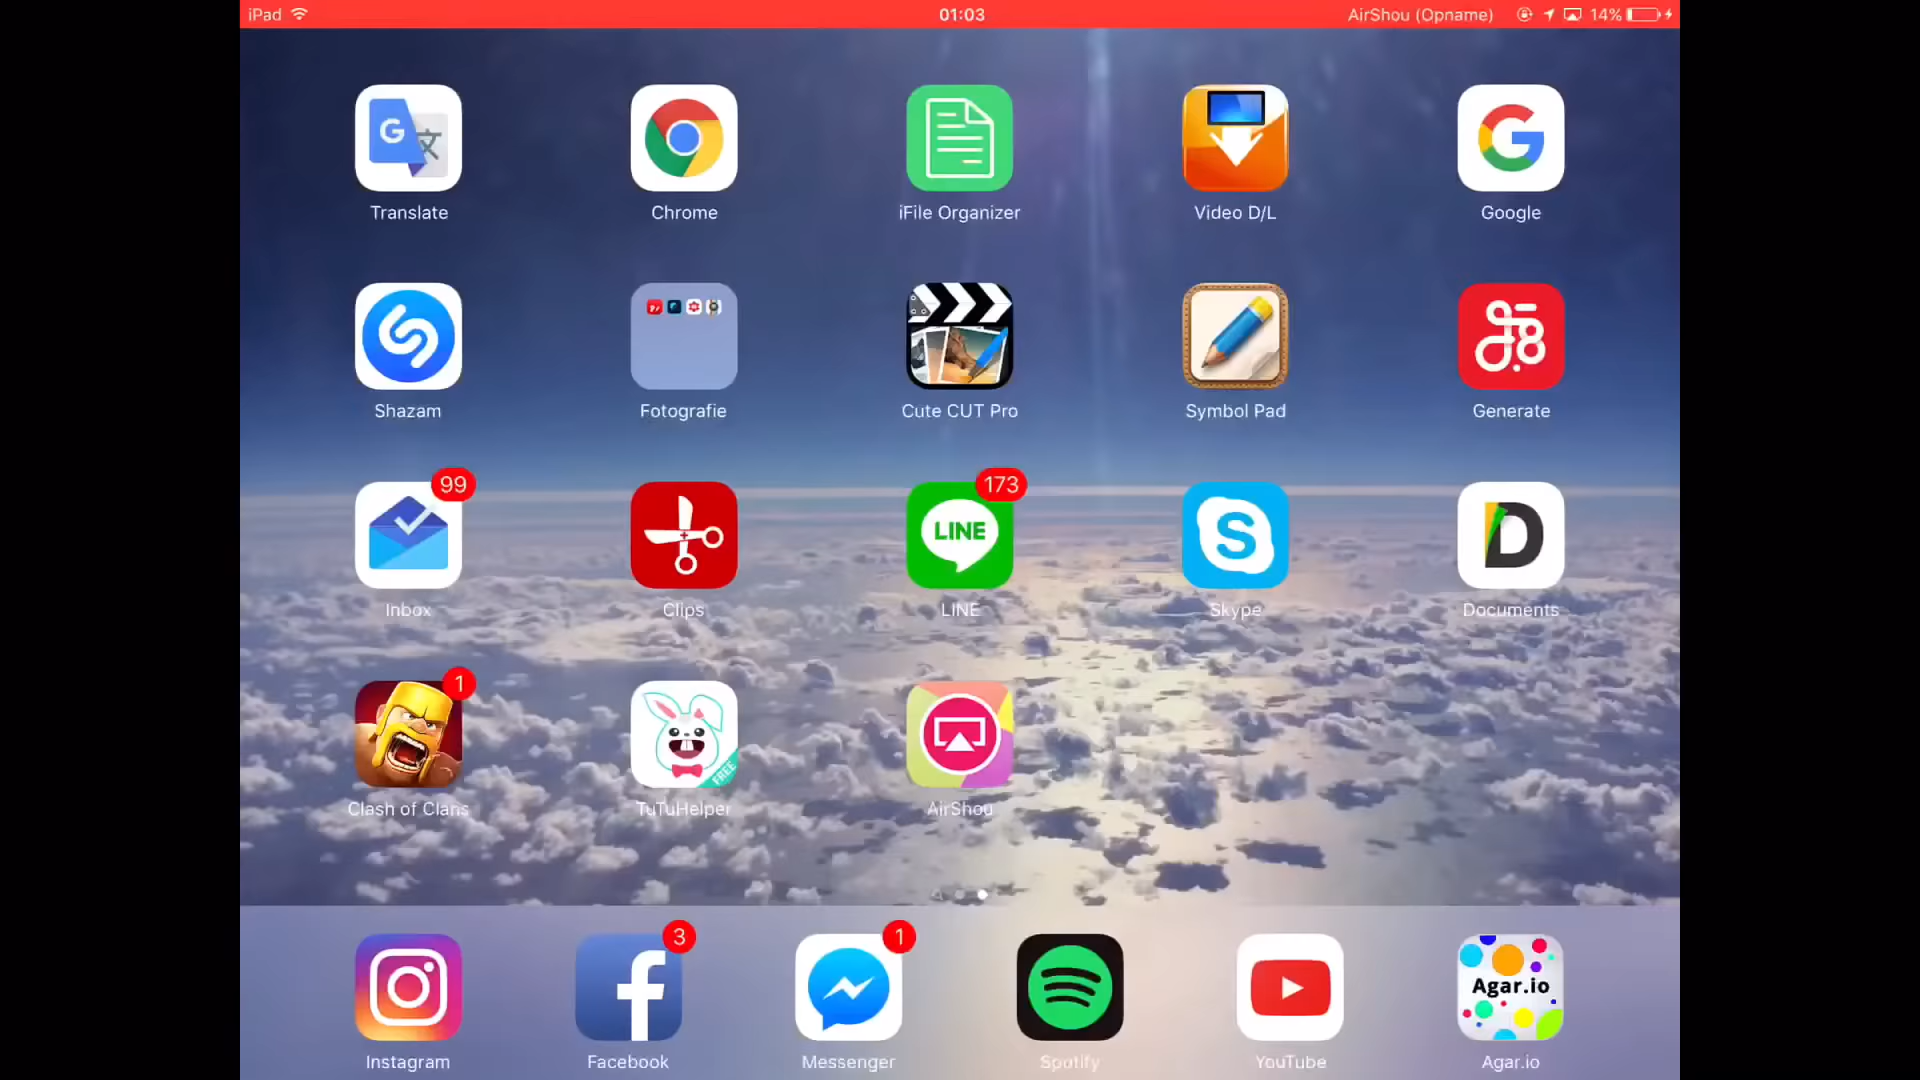 iPad 01:03 AirShou (Opname) 14%
Translate Chrome iFile Organizer Video D/L Google
Shazam Fotografie Cute CUT Pro Symbol Pad Generate
99 173
LINE
Inbox Clips LINE Skype Documents
1
FREE
Clash of Clans TuTuHelper AirShou
3 1
Agar.io
Instagram Facebook Messenger Spotify YouTube Agar.io